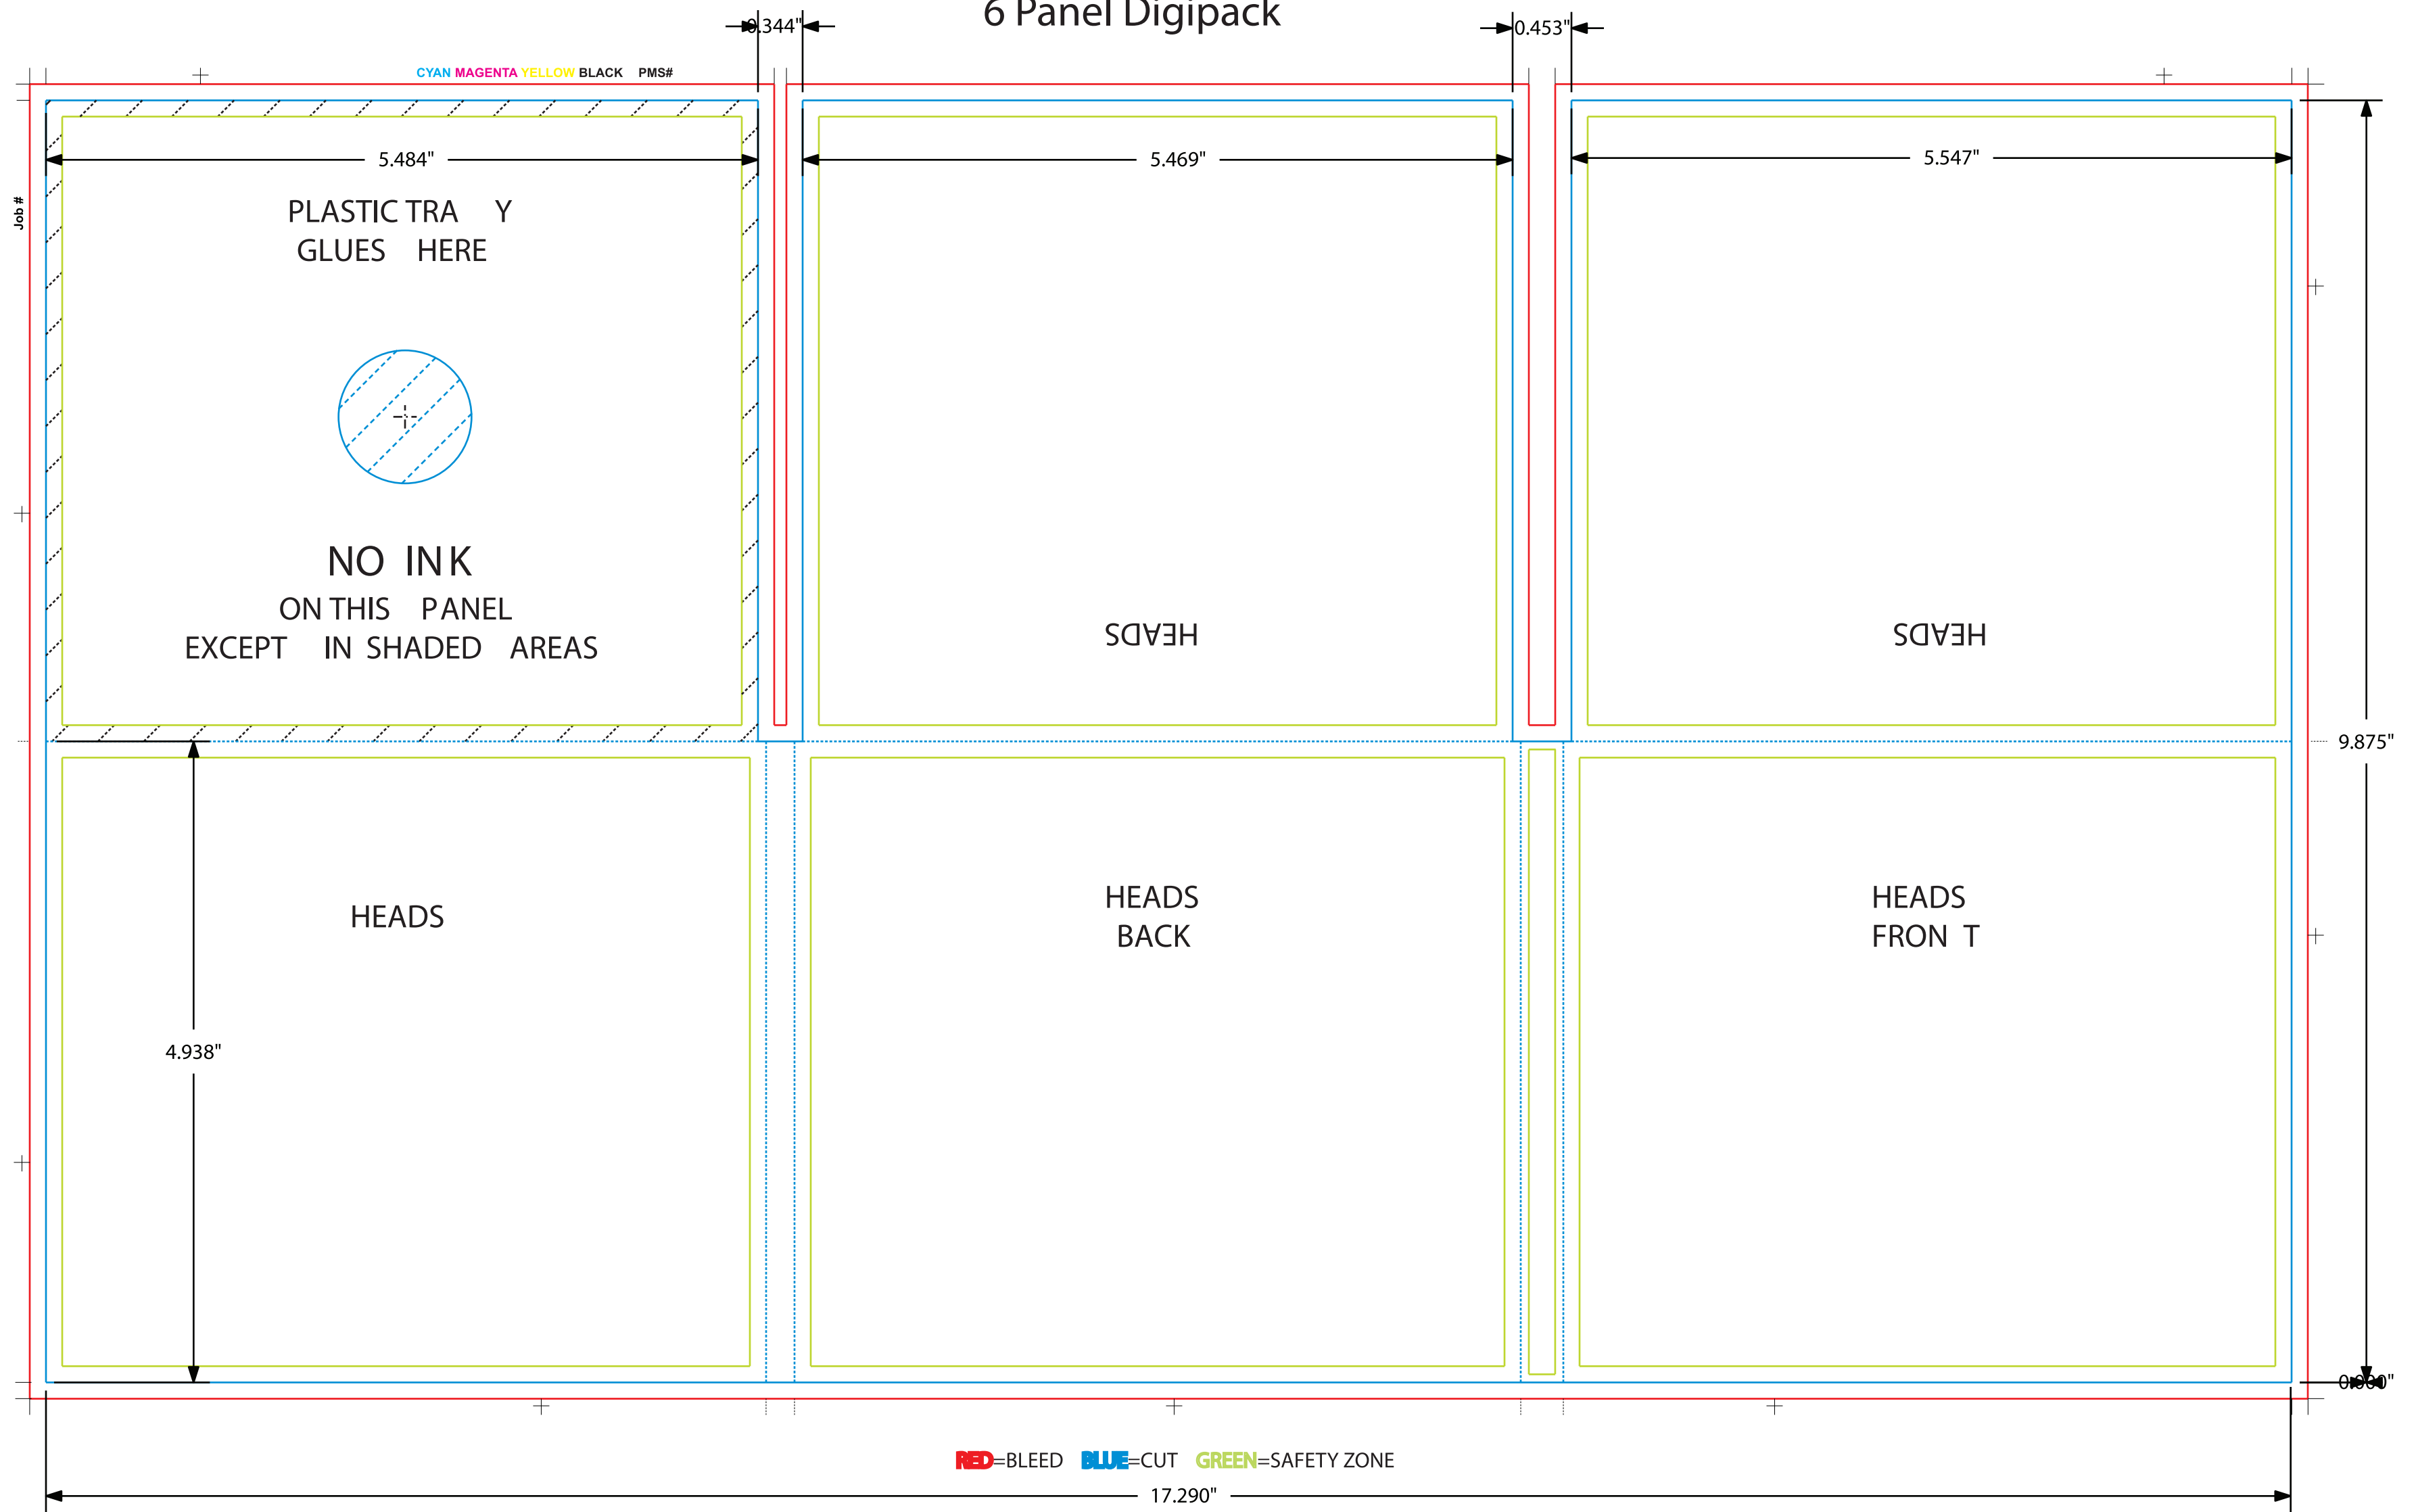 6 Panel Digipack
0.344"
0.453"
CYAN MAGENTA YELLOW BLACK PMS#
Job #
5.484"
5.469"
5.547"
PLASTIC TRA Y
GLUES HERE
NO INK
ON THIS PANEL
EXCEPT IN SHADED AREAS
HEADS
HEADS
9.875"
HEADS
HEADS
BACK
HEADS
FRON T
4.938"
RED=BLEED BLUE=CUT GREEN=SAFETY ZONE
17.290"